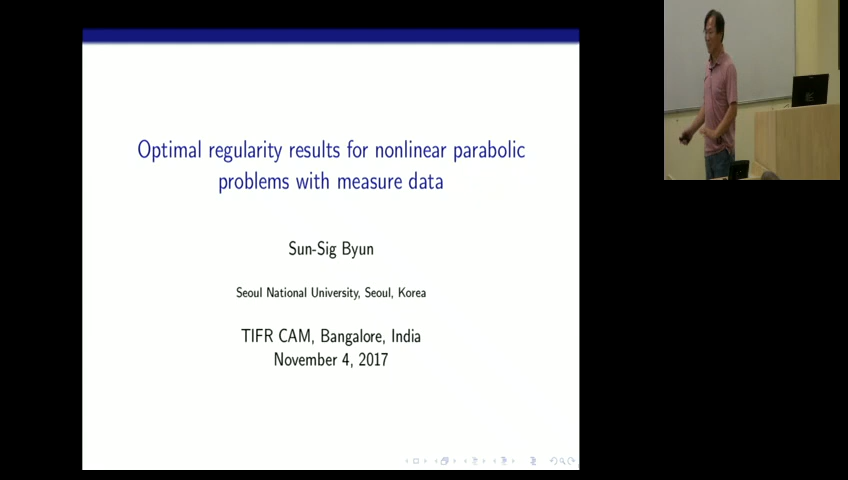 Optimal regularity results for nonlinear parabolic
problems with measure data
Sun-Sig Byun
Seoul National University, Seoul, Korea
TIFR CAM, Bangalore, India
November 4, 2017